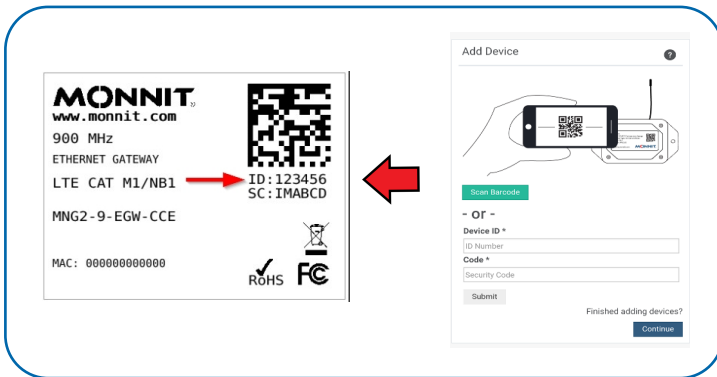 MONNIT
www.monnit.com
900 MHz
ETHERNET GATEWAY
LTE CAT M1/NB1
MNG2-9-EGW-CCE
MAC: 000000000000
ID:123456
SC:IMABCD
RoHS
FC
Add Device
?
MONNIT
Scan Barcode
- or -
Device ID *
ID Number
Code *
Security Code
Submit
Finished adding devices?
Continue